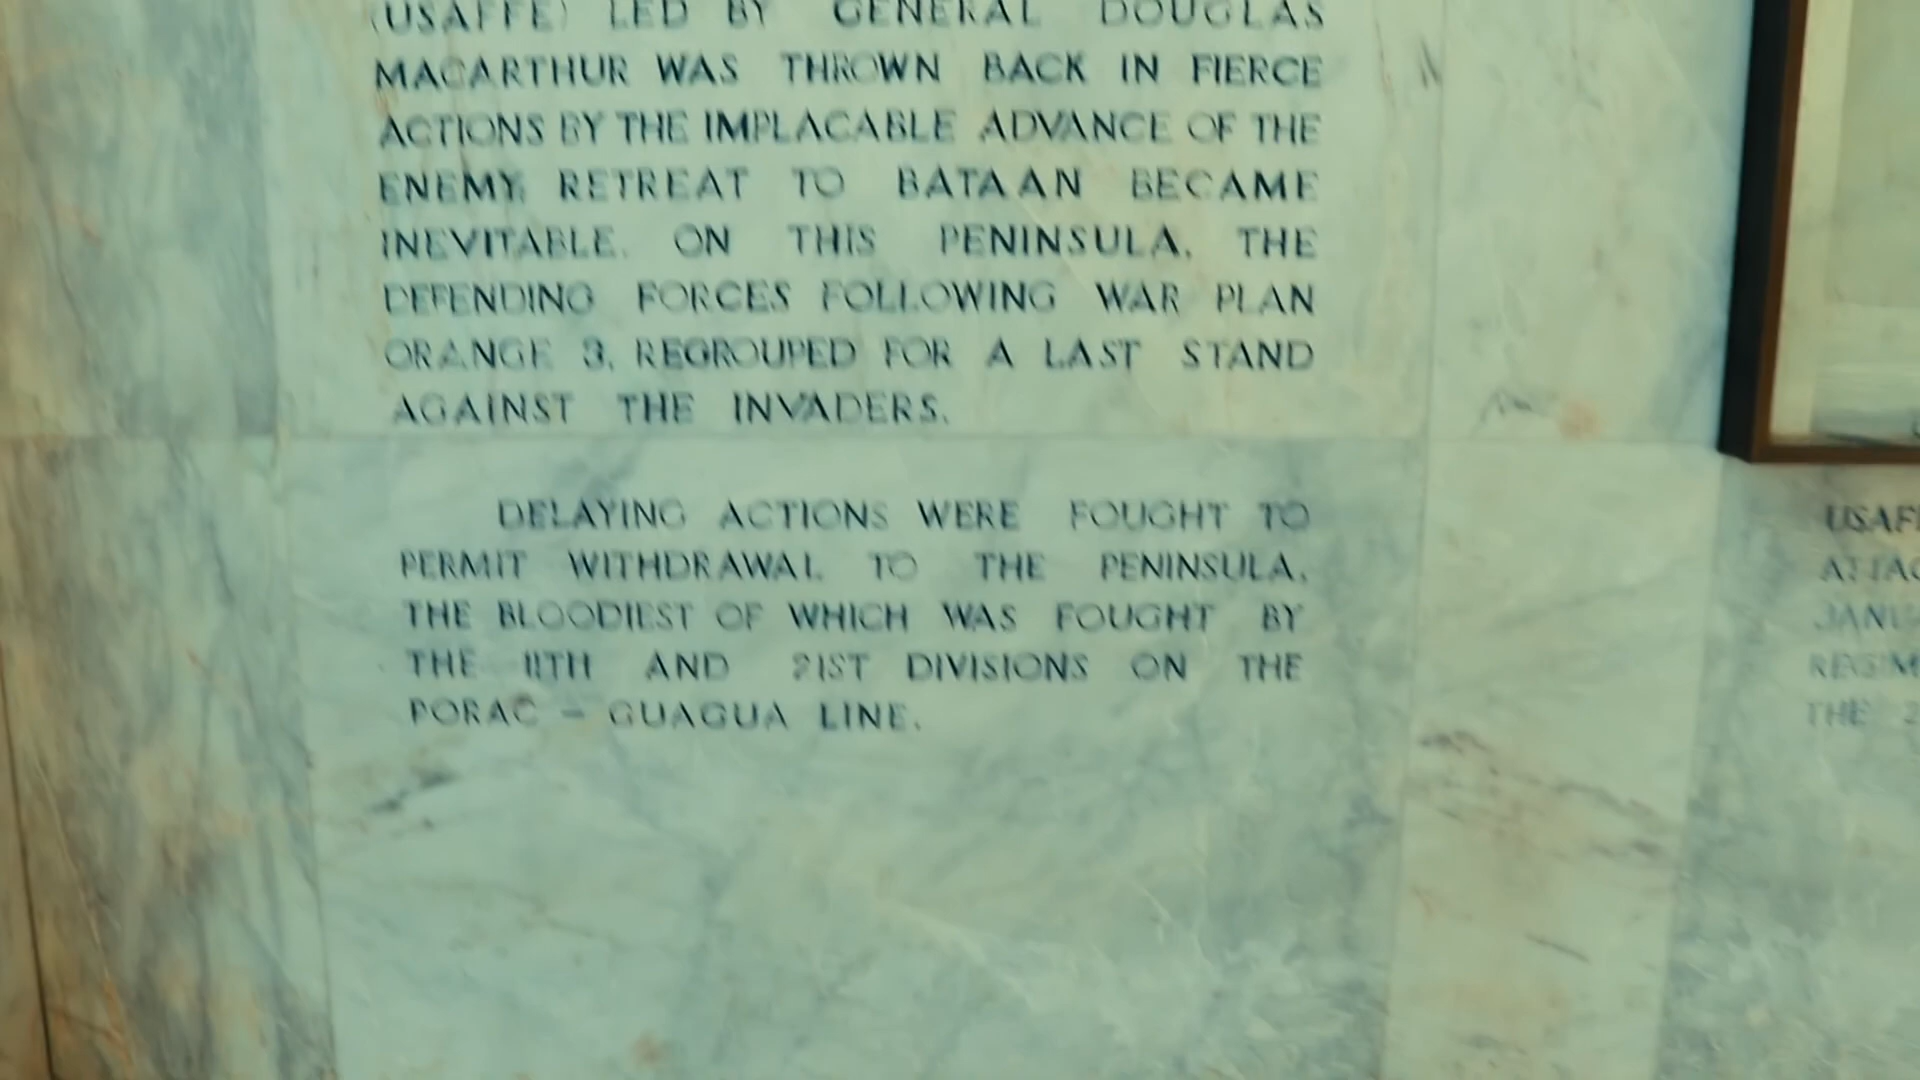 (USAFFE) LED BY GENERAL DOUGLAS
MACARTHUR WAS THROWN BACK IN FIERCE
ACTIONS BY THE IMPLACABLE ADVANCE OF THE
ENEMY. RETREAT TO BATAAN BECAME
INEVITABLE. ON THIS PENINSULA, THE
DEFENDING FORCES FOLLOWING WAR PLAN
ORANGE 3, REGROUPED FOR A LAST STAND
AGAINST THE INVADERS.
DELAYING ACTIONS WERE FOUGHT TO
PERMIT WITHDRAWAL TO THE PENINSULA,
THE BLOODIEST OF WHICH WAS FOUGHT BY
THE 11TH AND 21ST DIVISIONS ON THE
PORAC – GUAGUA LINE.
THE